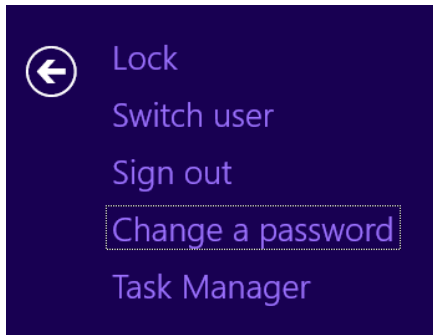 Lock
Switch user
Sign out
Change a password
Task Manager